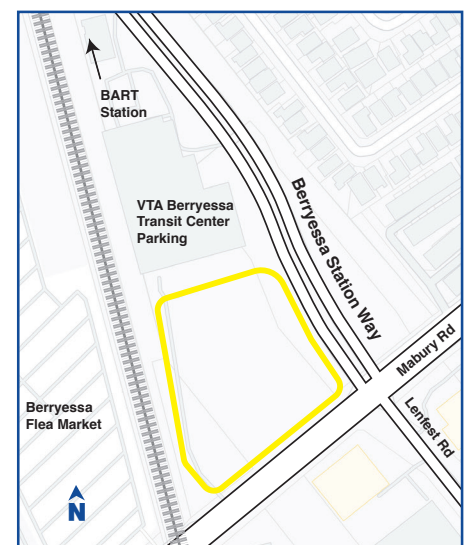 BART
Station
VTA Berryessa
Transit Center
Parking
Berryessa Station Way
Mabury Rd
Lenfest Rd
Berryessa
Flea Market
N